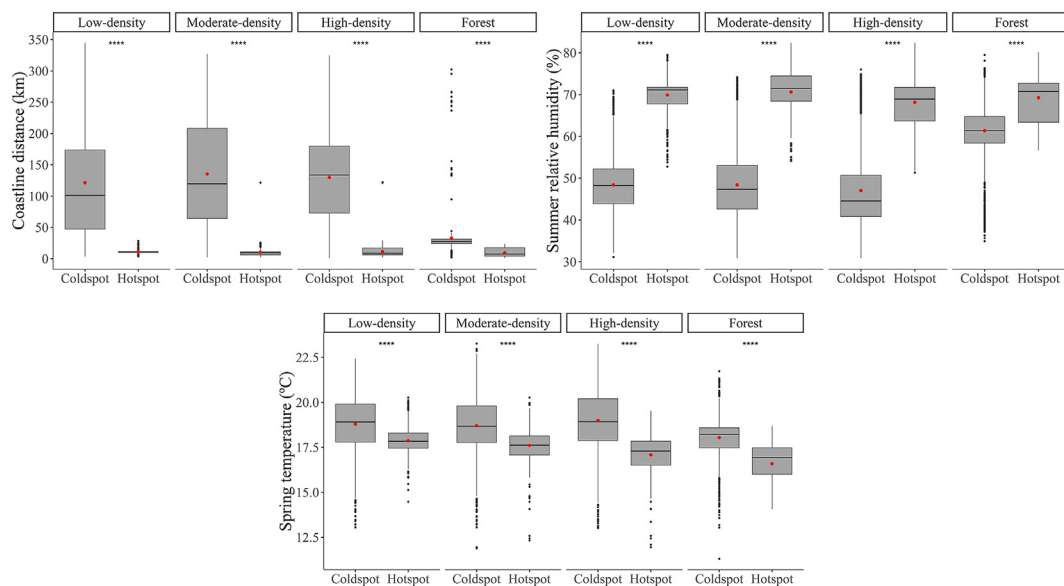 Low-density Moderate-density High-density Forest
**** **** **** ****
Coastline distance (km)
350
300
250
200
150
100
50
0
Coldspot Hotspot Coldspot Hotspot Coldspot Hotspot Coldspot Hotspot
Low-density Moderate-density High-density Forest
**** **** **** ****
Summer relative humidity (%)
80
70
60
50
40
30
Coldspot Hotspot Coldspot Hotspot Coldspot Hotspot Coldspot Hotspot
Low-density Moderate-density High-density Forest
**** **** **** ****
Spring temperature (ºC)
22.5
20.0
17.5
15.0
12.5
Coldspot Hotspot Coldspot Hotspot Coldspot Hotspot Coldspot Hotspot